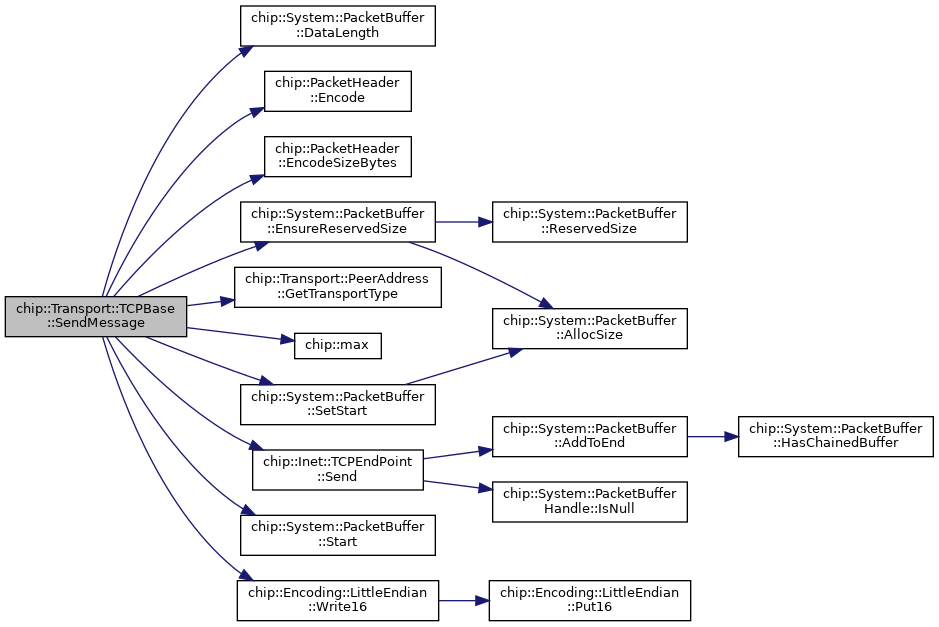 chip::System::PacketBuffer
::DataLength
chip::PacketHeader
::Encode
chip::PacketHeader
::EncodeSizeBytes
chip::System::PacketBuffer
::EnsureReservedSize
chip::System::PacketBuffer
::ReservedSize
chip::Transport::PeerAddress
::GetTransportType
chip::Transport::TCPBase
::SendMessage
chip::System::PacketBuffer
::AllocSize
chip::max
chip::System::PacketBuffer
::SetStart
chip::System::PacketBuffer
::AddToEnd
chip::System::PacketBuffer
::HasChainedBuffer
chip::Inet::TCPEndPoint
::Send
chip::System::PacketBuffer
Handle::IsNull
chip::System::PacketBuffer
::Start
chip::Encoding::LittleEndian
::Write16
chip::Encoding::LittleEndian
::Put16